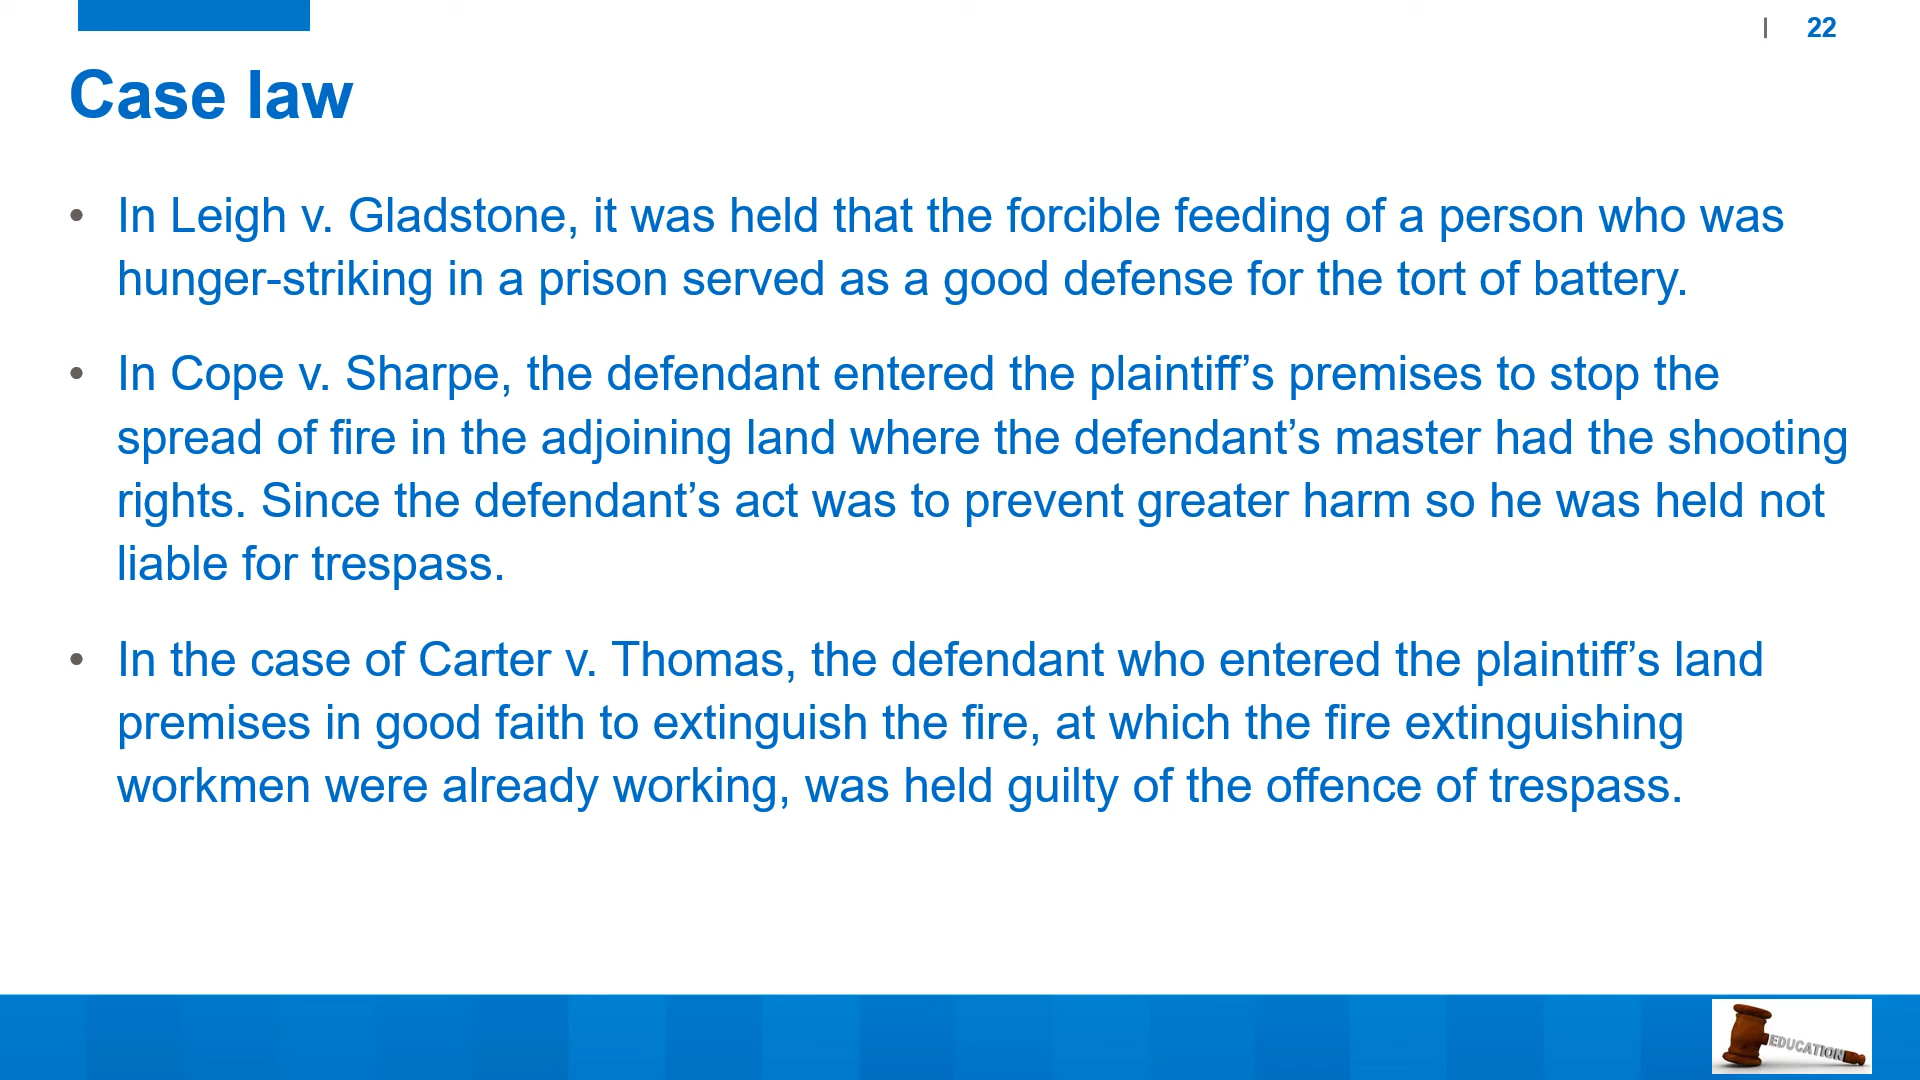 | 22
Case law
• In Leigh v. Gladstone, it was held that the forcible feeding of a person who was
hunger-striking in a prison served as a good defense for the tort of battery.
• In Cope v. Sharpe, the defendant entered the plaintiff’s premises to stop the
spread of fire in the adjoining land where the defendant’s master had the shooting
rights. Since the defendant’s act was to prevent greater harm so he was held not
liable for trespass.
• In the case of Carter v. Thomas, the defendant who entered the plaintiff’s land
premises in good faith to extinguish the fire, at which the fire extinguishing
workmen were already working, was held guilty of the offence of trespass.
EDUCATION